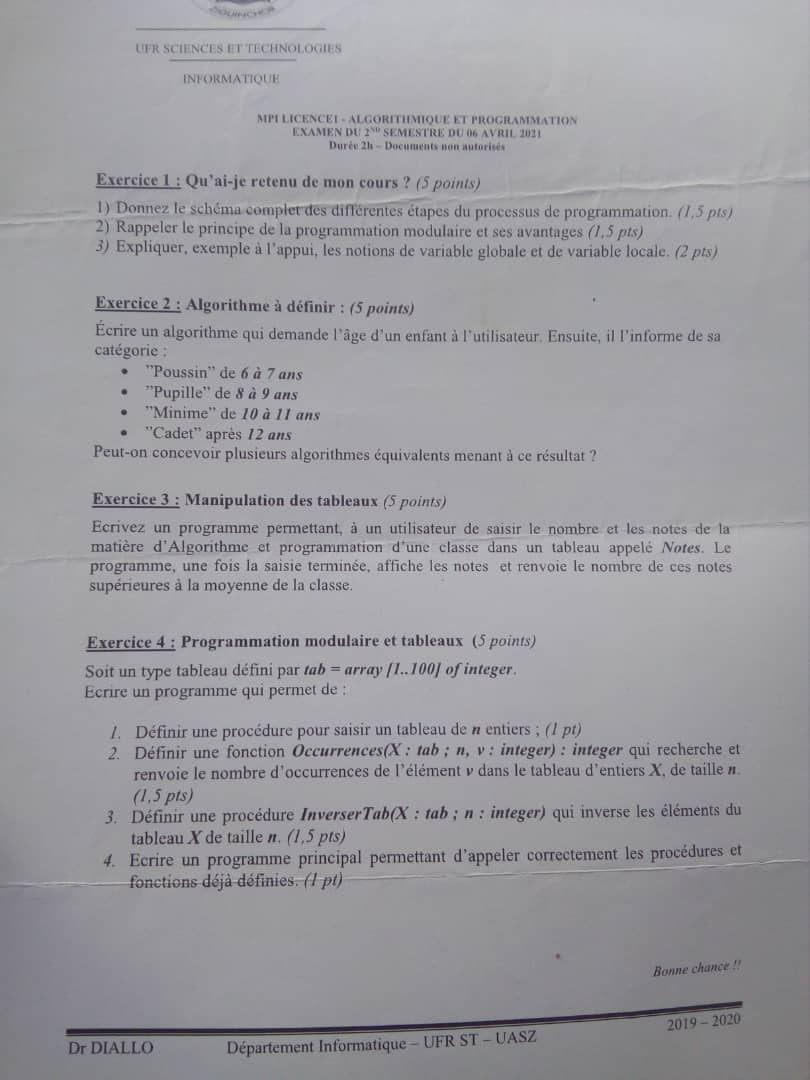 UFR SCIENCES ET TECHNOLOGIES
INFORMATIQUE
MPI LICENCE1 - ALGORITHMIQUE ET PROGRAMMATION
EXAMEN DU 2ND SEMESTRE DU 06 AVRIL 2021
Durée 2h – Documents non autorisés
Exercice 1 : Qu'ai-je retenu de mon cours ? (5 points)
1) Donnez le schéma complet des différentes étapes du processus de programmation. (1,5 pts)
2) Rappeler le principe de la programmation modulaire et ses avantages (1,5 pts)
3) Expliquer, exemple à l'appui, les notions de variable globale et de variable locale. (2 pts)
Exercice 2 : Algorithme à définir : (5 points)
Écrire un algorithme qui demande l'âge d'un enfant à l'utilisateur. Ensuite, il l'informe de sa
catégorie :
• "Poussin" de 6 à 7 ans
• "Pupille" de 8 à 9 ans
• "Minime" de 10 à 11 ans
• "Cadet" après 12 ans
Peut-on concevoir plusieurs algorithmes équivalents menant à ce résultat ?
Exercice 3 : Manipulation des tableaux (5 points)
Ecrivez un programme permettant, à un utilisateur de saisir le nombre et les notes de la
matière d'Algorithme et programmation d'une classe dans un tableau appelé Notes. Le
programme, une fois la saisie terminée, affiche les notes et renvoie le nombre de ces notes
supérieures à la moyenne de la classe.
Exercice 4 : Programmation modulaire et tableaux (5 points)
Soit un type tableau défini par tab = array [1..100] of integer.
Ecrire un programme qui permet de :
1. Définir une procédure pour saisir un tableau de n entiers ; (1 pt)
2. Définir une fonction Occurrences(X : tab ; n, v : integer) : integer qui recherche et
renvoie le nombre d'occurrences de l'élément v dans le tableau d'entiers X, de taille n.
(1,5 pts)
3. Définir une procédure InverserTab(X : tab ; n : integer) qui inverse les éléments du
tableau X de taille n. (1,5 pts)
4. Ecrire un programme principal permettant d'appeler correctement les procédures et
fonctions déjà définies. (1 pt)
Bonne chance !!
Dr DIALLO Département Informatique – UFR ST – UASZ 2019 – 2020